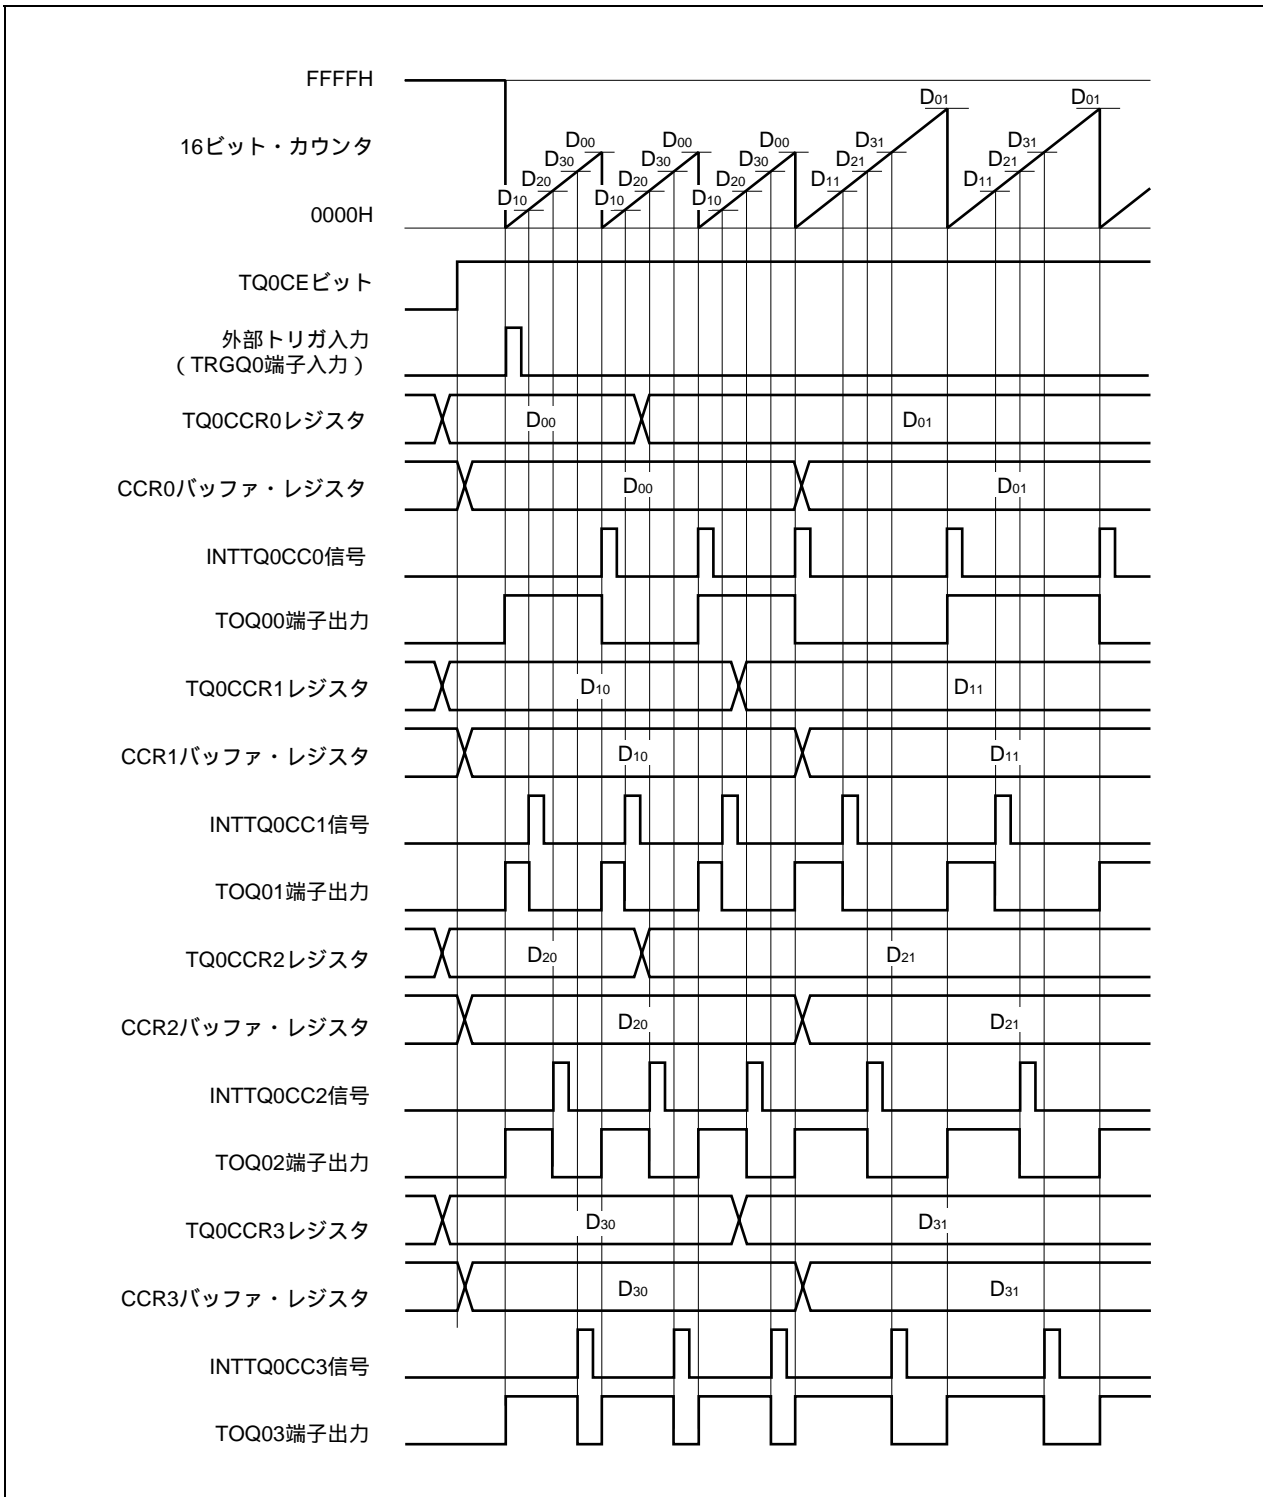 FFFFH
D01 D01
16ビット・カウンタ
D00 D00 D00 D31 D31
D30 D30 D30 D21 D21
D20 D20 D20 D11 D11
D10 D10 D10
0000H
TQ0CEビット
外部トリガ入力
（TRGQ0端子入力）
TQ0CCR0レジスタ D00 D01
CCR0バッファ・レジスタ D00 D01
INTTQ0CC0信号
TOQ00端子出力
TQ0CCR1レジスタ D10 D11
CCR1バッファ・レジスタ D10 D11
INTTQ0CC1信号
TOQ01端子出力
TQ0CCR2レジスタ D20 D21
CCR2バッファ・レジスタ D20 D21
INTTQ0CC2信号
TOQ02端子出力
TQ0CCR3レジスタ D30 D31
CCR3バッファ・レジスタ D30 D31
INTTQ0CC3信号
TOQ03端子出力